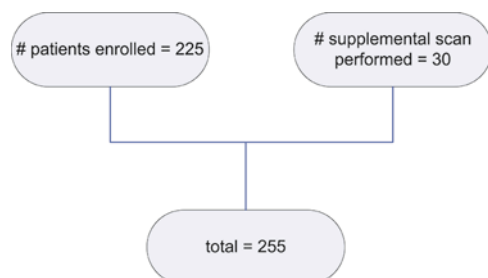 # patients enrolled = 225
# supplemental scan
performed = 30
total = 255